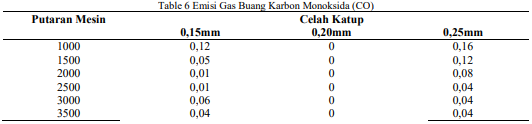 Table 6 Emisi Gas Buang Karbon Monoksida (CO)
Putaran Mesin Celah Katup
0,15mm 0,20mm 0,25mm
1000 0,12 0 0,16
1500 0,05 0 0,12
2000 0,01 0 0,08
2500 0,01 0 0,04
3000 0,06 0 0,04
3500 0,04 0 0,04